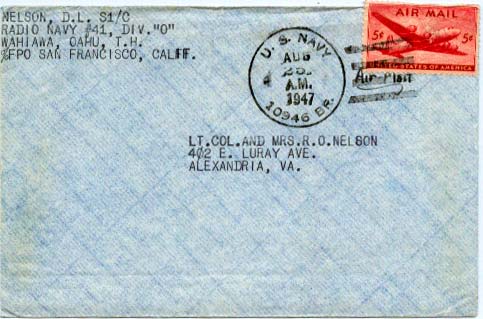 NELSON, D.L. S1/C
RADIO NAVY #41, DIV."O"
WAHIAWA, OAHU, T.H.
%FPO SAN FRANCISCO, CALIF.
U. S. NAVY
AUG
A.M.
1947
10946 BR.
AIR MAIL
5¢ 5¢
UNITED STATES OF AMERICA
Air Mail
LT.COL.AND MRS.R.O.NELSON
402 E. LURAY AVE.
ALEXANDRIA, VA.